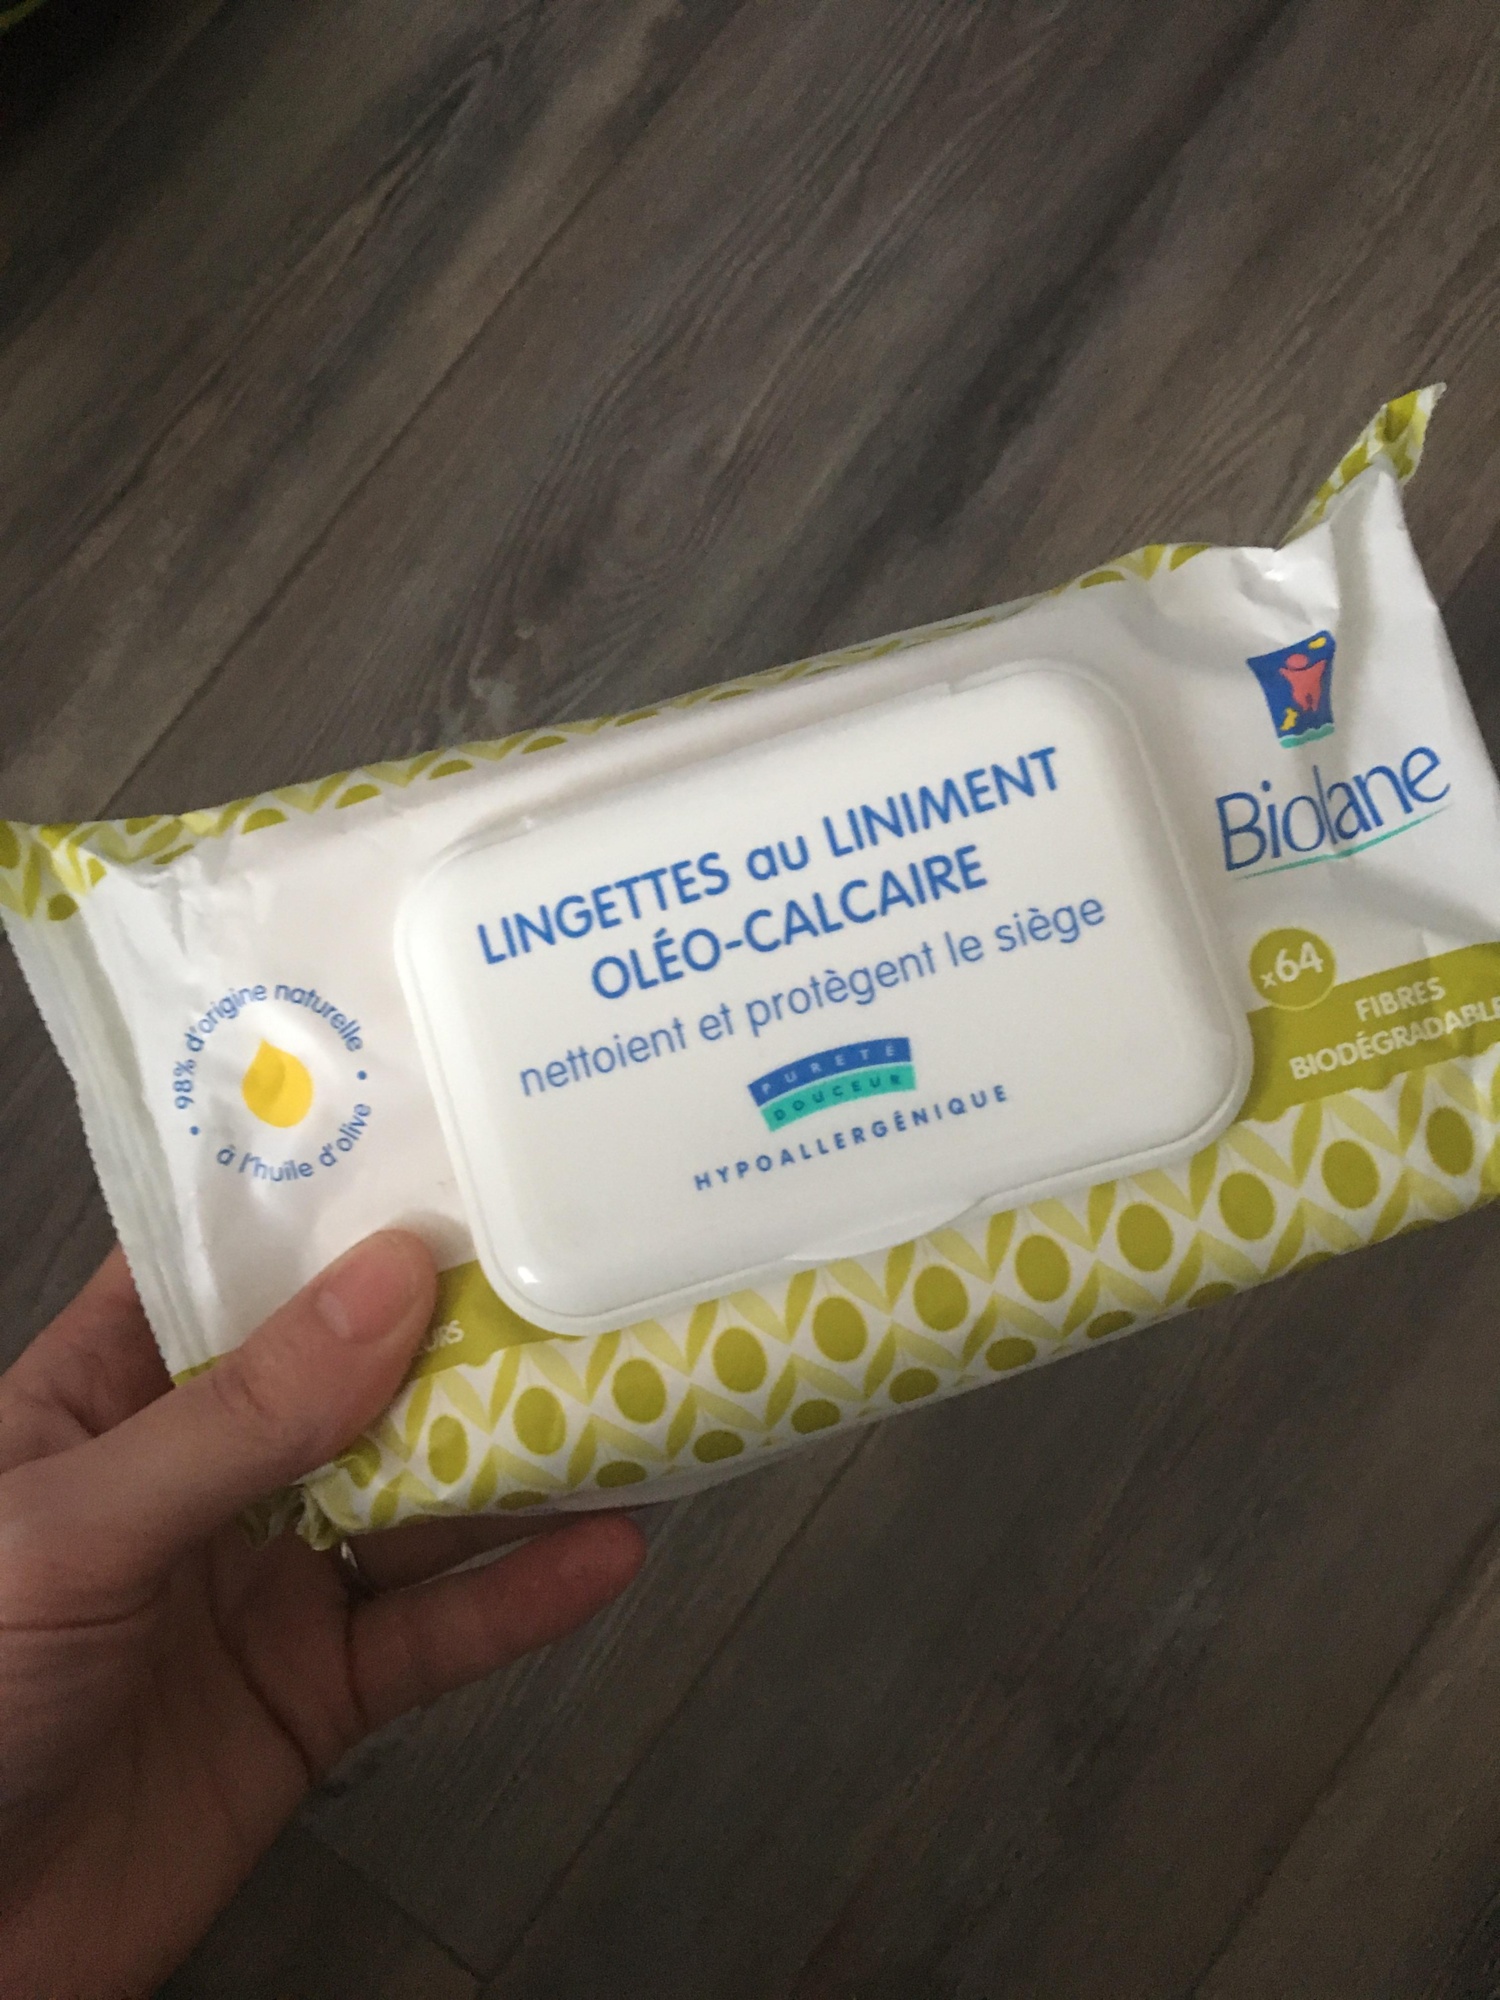 98% d'origine naturelle
à l'huile d'olive
LINGETTES au LINIMENT
OLÉO-CALCAIRE
nettoient et protègent le siège
PURETÉ
DOUCEUR
HYPOALLERGÉNIQUE
Biolane
x64
FIBRES